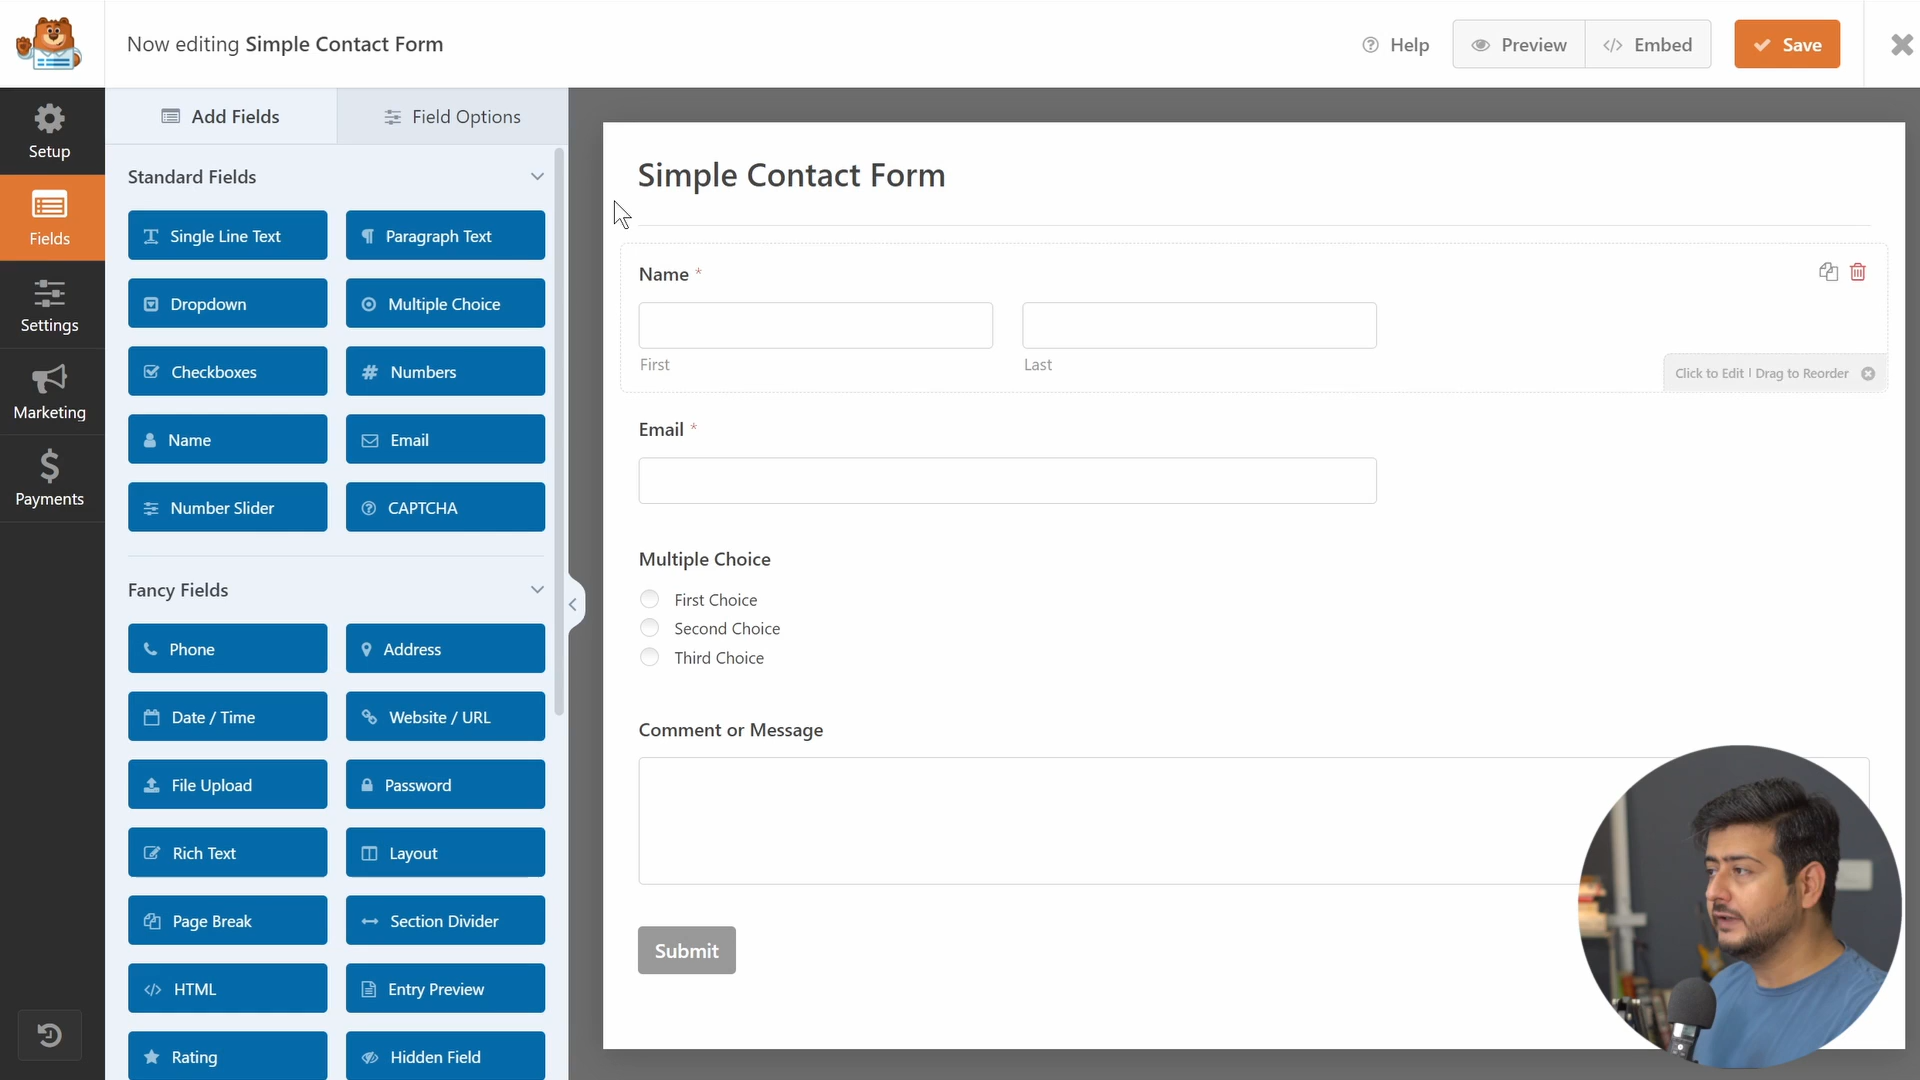 Now editing Simple Contact Form
Help
Preview
Embed
Save
Setup
Fields
Settings
Marketing
Payments
Add Fields
Field Options
Standard Fields
Single Line Text
Paragraph Text
Dropdown
Multiple Choice
Checkboxes
Numbers
Name
Email
Number Slider
CAPTCHA
Fancy Fields
Phone
Address
Date / Time
Website / URL
File Upload
Password
Rich Text
Layout
Page Break
Section Divider
HTML
Entry Preview
Rating
Hidden Field
Simple Contact Form
Name *
First
Last
Click to Edit | Drag to Reorder
Email *
Multiple Choice
First Choice
Second Choice
Third Choice
Comment or Message
Submit